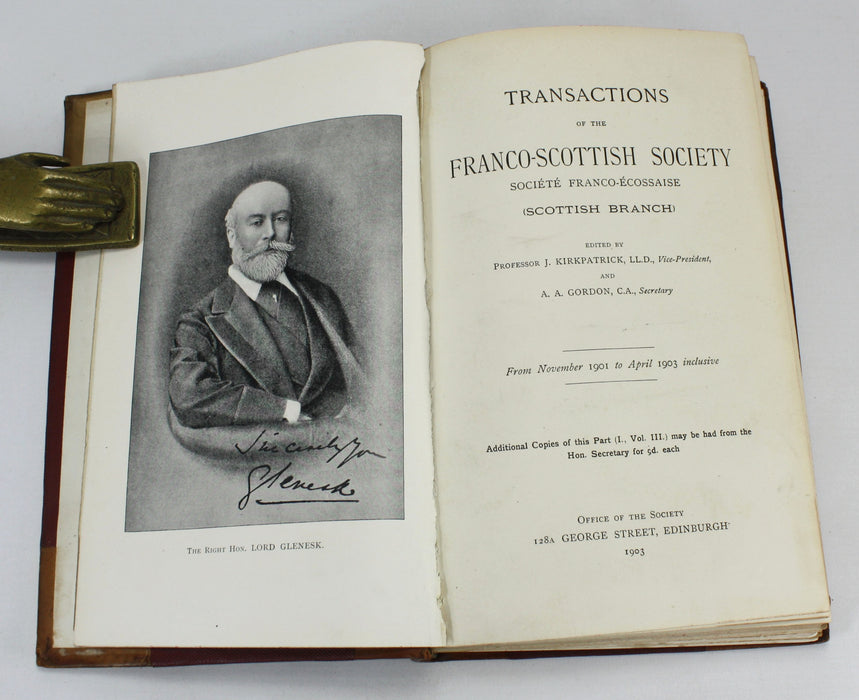 Sincerely You
Glenesk
The Right Hon. LORD GLENESK.
TRANSACTIONS
OF THE
FRANCO-SCOTTISH SOCIETY
SOCIÉTÉ FRANCO-ÉCOSSAISE
(SCOTTISH BRANCH)
EDITED BY
PROFESSOR J. KIRKPATRICK, LL.D., Vice-President,
AND
A. A. GORDON, C.A., Secretary
From November 1901 to April 1903 inclusive
Additional Copies of this Part (I., Vol. III.) may be had from the
Hon. Secretary for 9d. each
Office of the Society
128A GEORGE STREET, EDINBURGH
1903